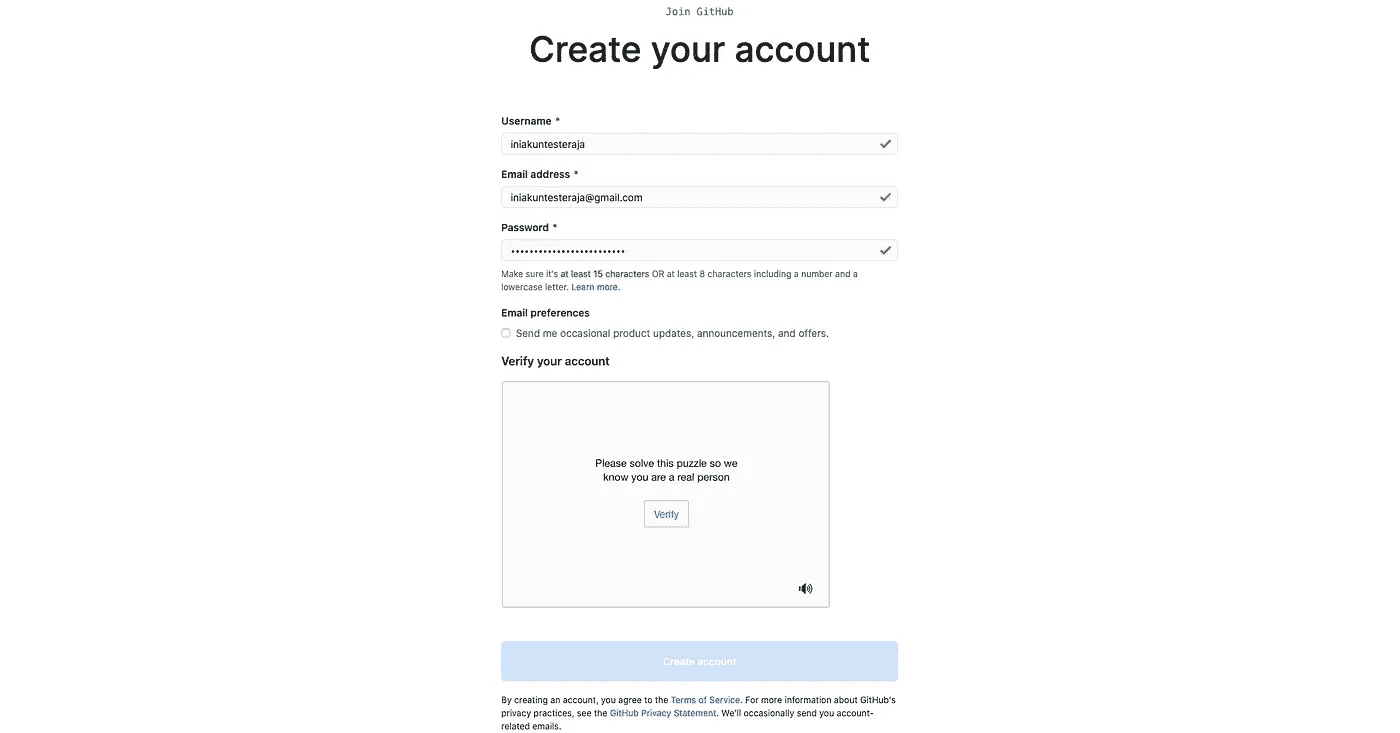 Join GitHub
Create your account
Username *
iniakuntesteraja
Email address *
iniakuntesteraja@gmail.com
Password *
•••••••••••••••••••••••••
Make sure it's at least 15 characters OR at least 8 characters including a number and a
lowercase letter. Learn more.
Email preferences
Send me occasional product updates, announcements, and offers.
Verify your account
Please solve this puzzle so we
know you are a real person
Verify
Create account
By creating an account, you agree to the Terms of Service. For more information about GitHub's
privacy practices, see the GitHub Privacy Statement. We'll occasionally send you account-
related emails.